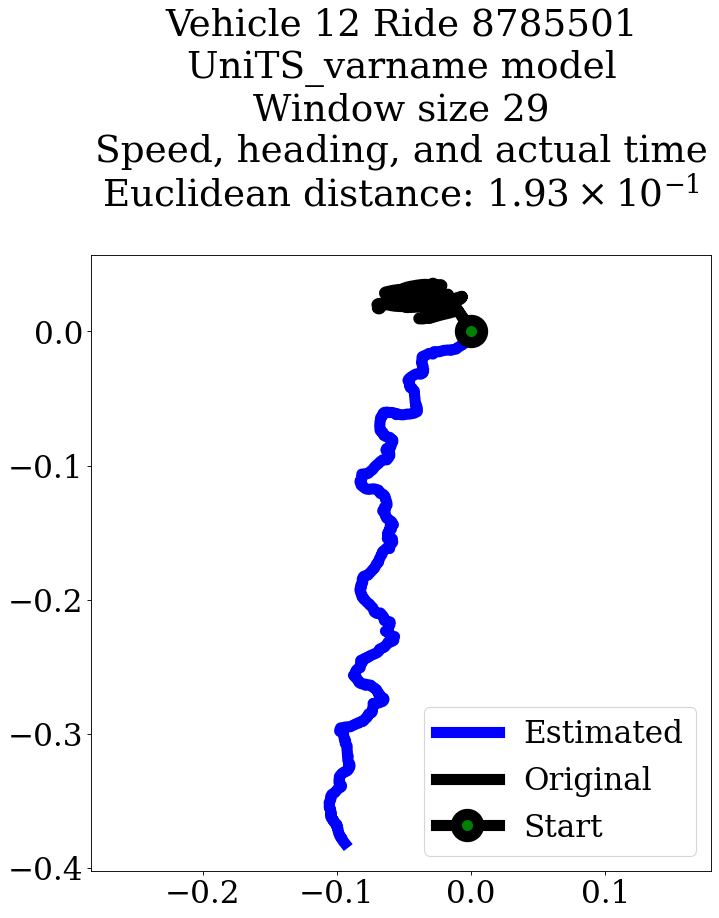 Vehicle 12 Ride 8785501
UniTS_varname model
Window size 29
Speed, heading, and actual time
Euclidean distance: 1.93 × 10⁻¹
0.0
−0.1
−0.2
−0.3
−0.4
−0.2 −0.1 0.0 0.1
Estimated
Original
Start